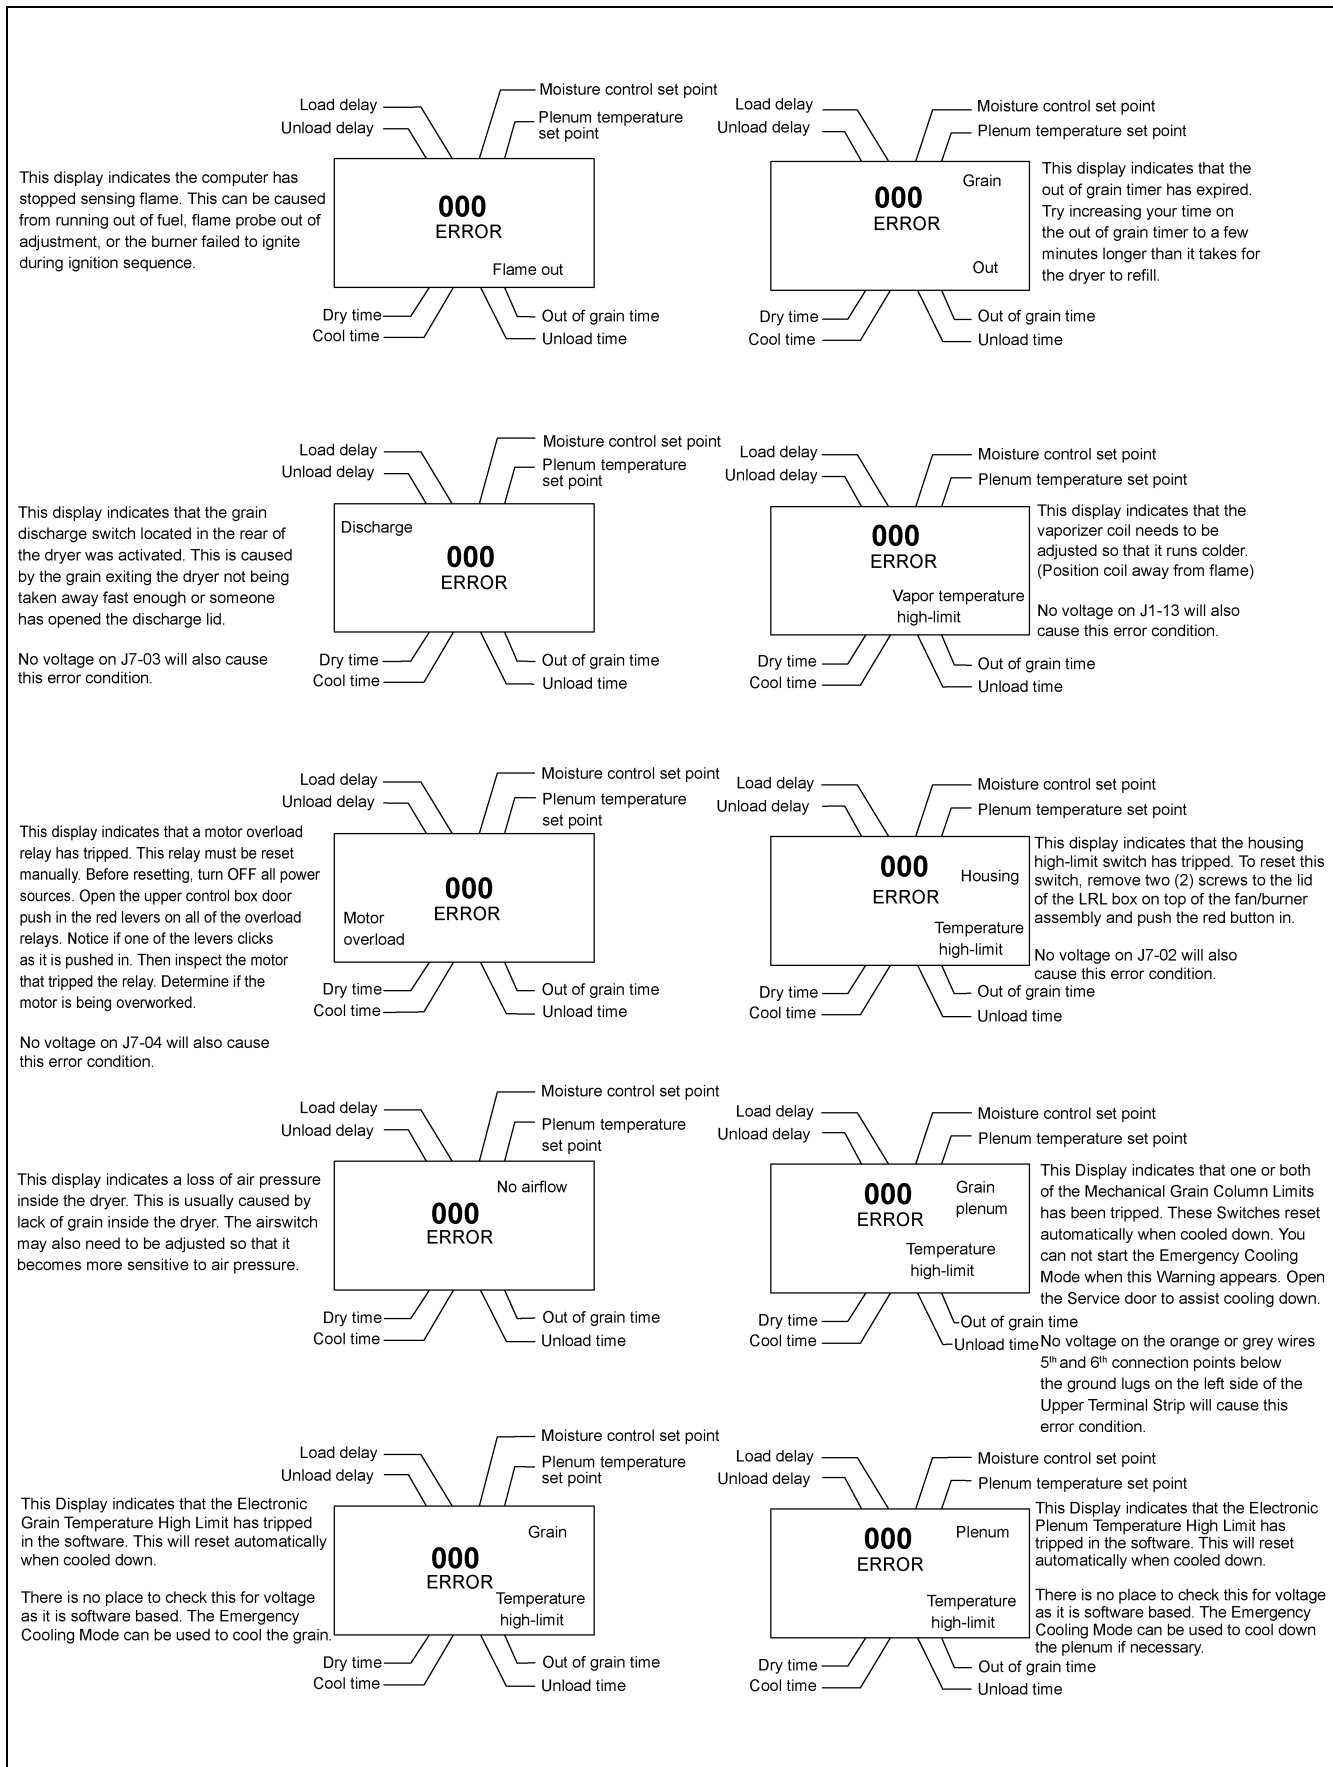 Load delay
Unload delay
Moisture control set point
Plenum temperature
set point
This display indicates the computer has
stopped sensing flame. This can be caused
from running out of fuel, flame probe out of
adjustment, or the burner failed to ignite
during ignition sequence.
000
ERROR
Flame out
Dry time
Cool time
Out of grain time
Unload time
Load delay
Unload delay
Moisture control set point
Plenum temperature set point
Grain
000
ERROR
Out
This display indicates that the
out of grain timer has expired.
Try increasing your time on
the out of grain timer to a few
minutes longer than it takes for
the dryer to refill.
Dry time
Cool time
Out of grain time
Unload time
Load delay
Unload delay
Moisture control set point
Plenum temperature
set point
This display indicates that the grain
discharge switch located in the rear of
the dryer was activated. This is caused
by the grain exiting the dryer not being
taken away fast enough or someone
has opened the discharge lid.
No voltage on J7-03 will also cause
this error condition.
Discharge
000
ERROR
Dry time
Cool time
Out of grain time
Unload time
Load delay
Unload delay
Moisture control set point
Plenum temperature set point
000
ERROR
Vapor temperature
high-limit
This display indicates that the
vaporizer coil needs to be
adjusted so that it runs colder.
(Position coil away from flame)
No voltage on J1-13 will also
cause this error condition.
Dry time
Cool time
Out of grain time
Unload time
Load delay
Unload delay
Moisture control set point
Plenum temperature
set point
This display indicates that a motor overload
relay has tripped. This relay must be reset
manually. Before resetting, turn OFF all power
sources. Open the upper control box door
push in the red levers on all of the overload
relays. Notice if one of the levers clicks
as it is pushed in. Then inspect the motor
that tripped the relay. Determine if the
motor is being overworked.
No voltage on J7-04 will also cause
this error condition.
000
ERROR
Motor
overload
Dry time
Cool time
Out of grain time
Unload time
Load delay
Unload delay
Moisture control set point
Plenum temperature set point
000
ERROR
Housing
Temperature
high-limit
This display indicates that the housing
high-limit switch has tripped. To reset this
switch, remove two (2) screws to the lid
of the LRL box on top of the fan/burner
assembly and push the red button in.
No voltage on J7-02 will also
cause this error condition.
Dry time
Cool time
Out of grain time
Unload time
Load delay
Unload delay
Moisture control set point
Plenum temperature
set point
This display indicates a loss of air pressure
inside the dryer. This is usually caused by
lack of grain inside the dryer. The airswitch
may also need to be adjusted so that it
becomes more sensitive to air pressure.
No airflow
000
ERROR
Dry time
Cool time
Out of grain time
Unload time
Load delay
Unload delay
Moisture control set point
Plenum temperature set point
000
ERROR
Grain
plenum
Temperature
high-limit
This Display indicates that one or both
of the Mechanical Grain Column Limits
has been tripped. These Switches reset
automatically when cooled down. You
can not start the Emergency Cooling
Mode when this Warning appears. Open
the Service door to assist cooling down.
Dry time
Cool time
Out of grain time
Unload time
No voltage on the orange or grey wires
5th and 6th connection points below
the ground lugs on the left side of the
Upper Terminal Strip will cause this
error condition.
Load delay
Unload delay
Moisture control set point
Plenum temperature
set point
This Display indicates that the Electronic
Grain Temperature High Limit has tripped
in the software. This will reset automatically
when cooled down.
There is no place to check this for voltage
as it is software based. The Emergency
Cooling Mode can be used to cool the grain.
Grain
000
ERROR
Temperature
high-limit
Dry time
Cool time
Out of grain time
Unload time
Load delay
Unload delay
Moisture control set point
Plenum temperature set point
000
ERROR
Plenum
Temperature
high-limit
This Display indicates that the Electronic
Plenum Temperature High Limit has
tripped in the software. This will reset
automatically when cooled down.
There is no place to check this for voltage
as it is software based. The Emergency
Cooling Mode can be used to cool down
the plenum if necessary.
Dry time
Cool time
Out of grain time
Unload time